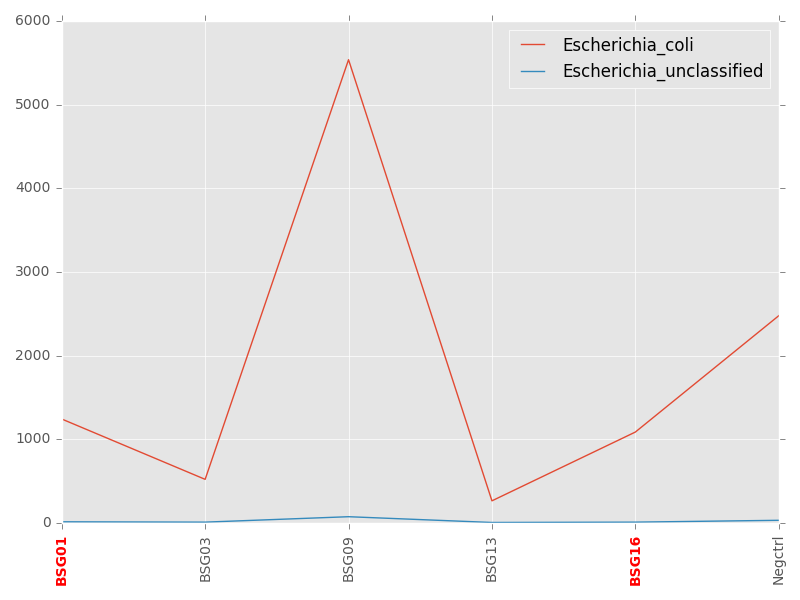 6000
5000
4000
3000
2000
1000
0
Escherichia_coli
Escherichia_unclassified
BSG01
BSG03
BSG09
BSG13
BSG16
Negctrl